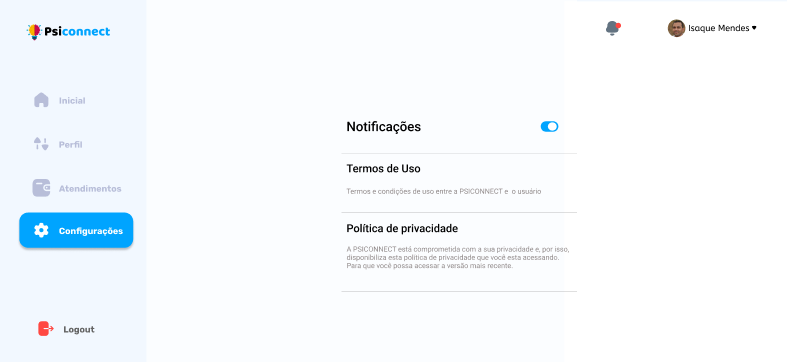 Psiconnect
Isaque Mendes
Inicial
Perfil
Atendimentos
Configurações
Logout
Notificações
Termos de Uso
Termos e condições de uso entre a PSICONNECT e o usuário
Política de privacidade
A PSICONNECT está comprometida com a sua privacidade e, por isso,
disponibiliza esta política de privacidade que você esta acessando.
Para que você possa acessar a versão mais recente.